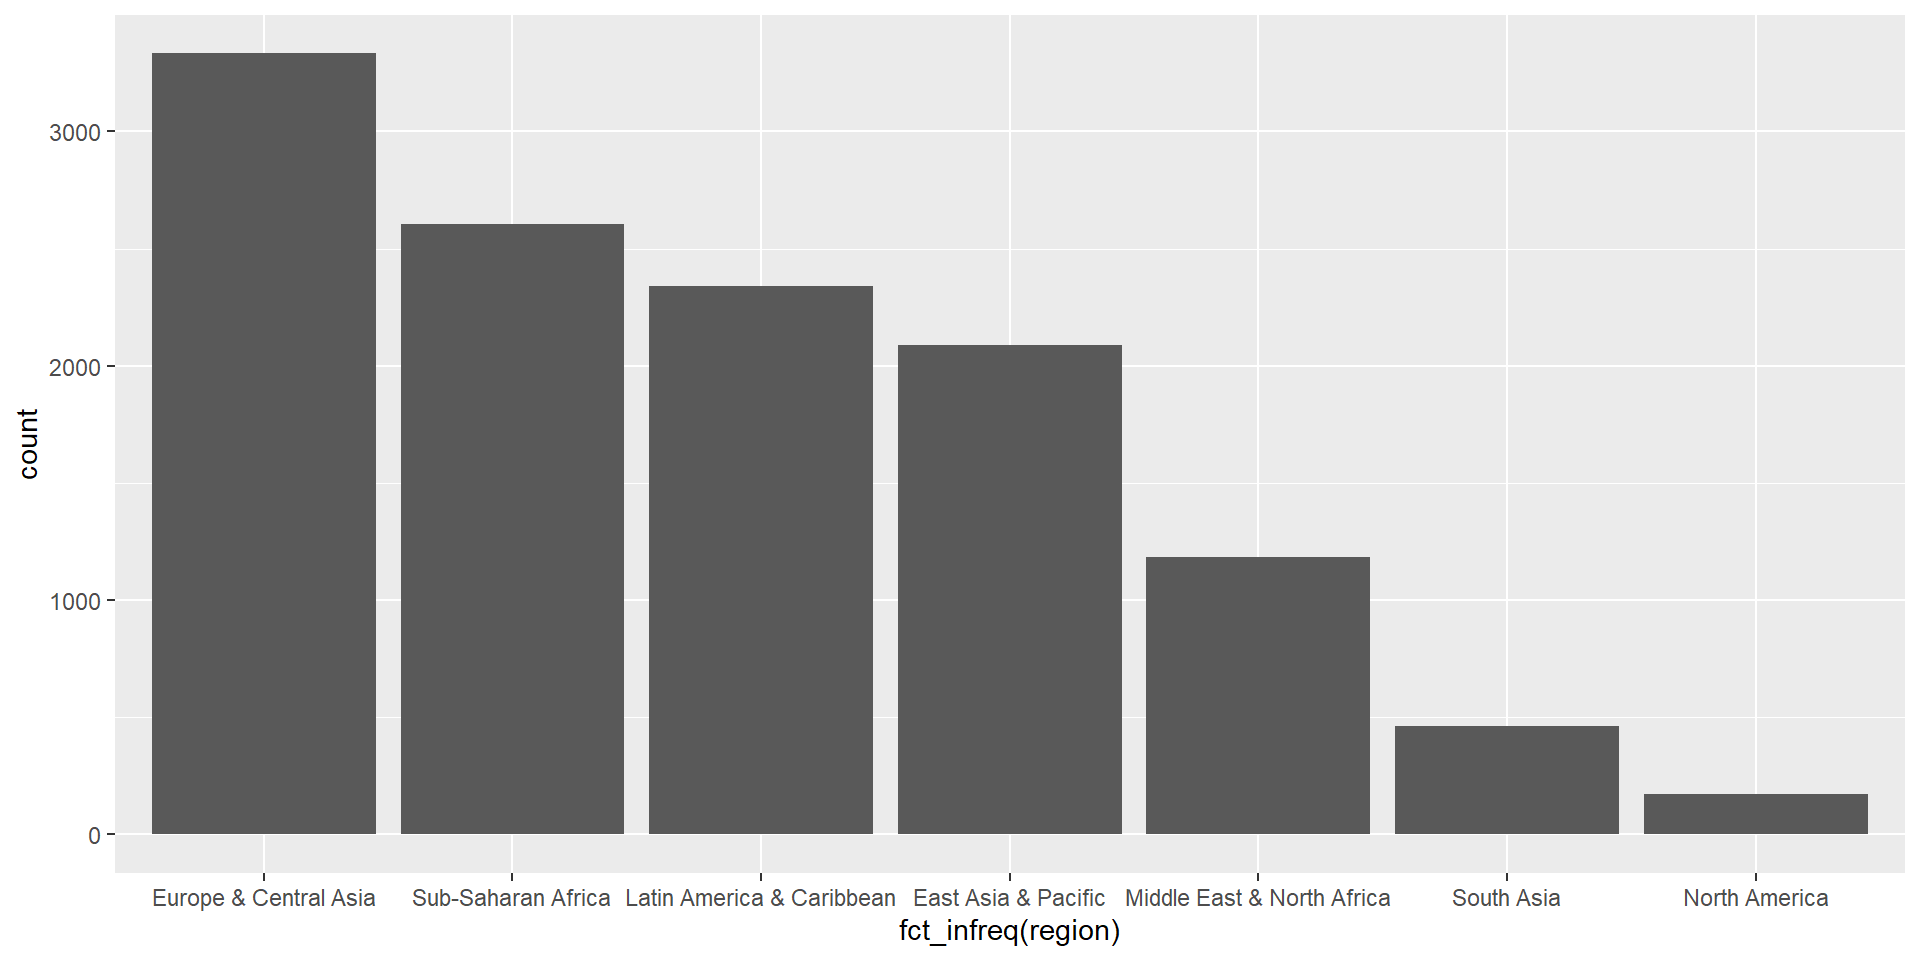 count
3000
2000
1000
0
Europe & Central Asia Sub-Saharan Africa Latin America & Caribbean East Asia & Pacific Middle East & North Africa South Asia North America
fct_infreq(region)